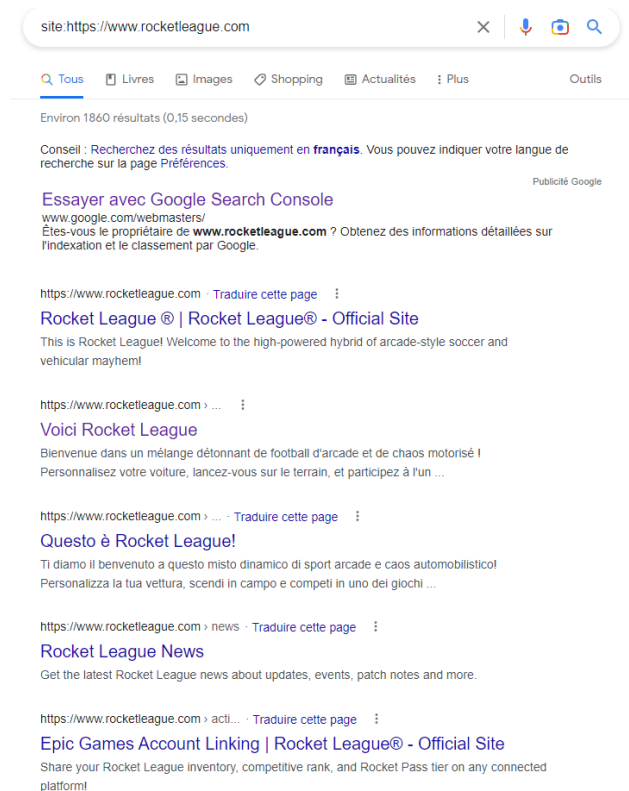 site:https://www.rocketleague.com
Tous Livres Images Shopping Actualités Plus Outils
Environ 1860 résultats (0,15 secondes)
Conseil : Recherchez des résultats uniquement en français. Vous pouvez indiquer votre langue de
recherche sur la page Préférences.
Publicité Google
Essayer avec Google Search Console
www.google.com/webmasters/
Êtes-vous le propriétaire de www.rocketleague.com ? Obtenez des informations détaillées sur
l'indexation et le classement par Google.
https://www.rocketleague.com · Traduire cette page
Rocket League ® | Rocket League® - Official Site
This is Rocket League! Welcome to the high-powered hybrid of arcade-style soccer and
vehicular mayhem!
https://www.rocketleague.com › ...
Voici Rocket League
Bienvenue dans un mélange détonnant de football d'arcade et de chaos motorisé !
Personnalisez votre voiture, lancez-vous sur le terrain, et participez à l'un ...
https://www.rocketleague.com › ... · Traduire cette page
Questo è Rocket League!
Ti diamo il benvenuto a questo misto dinamico di sport arcade e caos automobilistico!
Personalizza la tua vettura, scendi in campo e competi in uno dei giochi ...
https://www.rocketleague.com › news · Traduire cette page
Rocket League News
Get the latest Rocket League news about updates, events, patch notes and more.
https://www.rocketleague.com › acti... · Traduire cette page
Epic Games Account Linking | Rocket League® - Official Site
Share your Rocket League inventory, competitive rank, and Rocket Pass tier on any connected
platform!